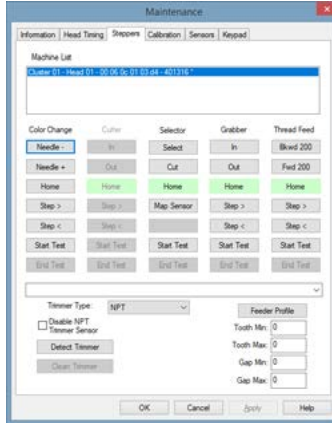 Maintenance
Information Head Timing Steppers Calibration Sensors Keypad
Machine List
Cluster 01 - Head 01 - 00 06 0c 01 03 d4 - 401316 *
Color Change Cutter Selector Grabber Thread Feed
Needle - In Select In Bkwd 200
Needle + Out Cut Out Fwd 200
Home Home Home Home Home
Step > Step > Map Sensor Step > Step >
Step < Step < Step < Step <
Start Test Start Test Start Test Start Test Start Test
End Test End Test End Test End Test End Test
Trimmer Type: NPT Feeder Profile
Disable NPT
Trimmer Sensor
Tooth Min: 0
Detect Trimmer Tooth Max: 0
Clean Trimmer Gap Min: 0
Gap Max: 0
OK Cancel Apply Help